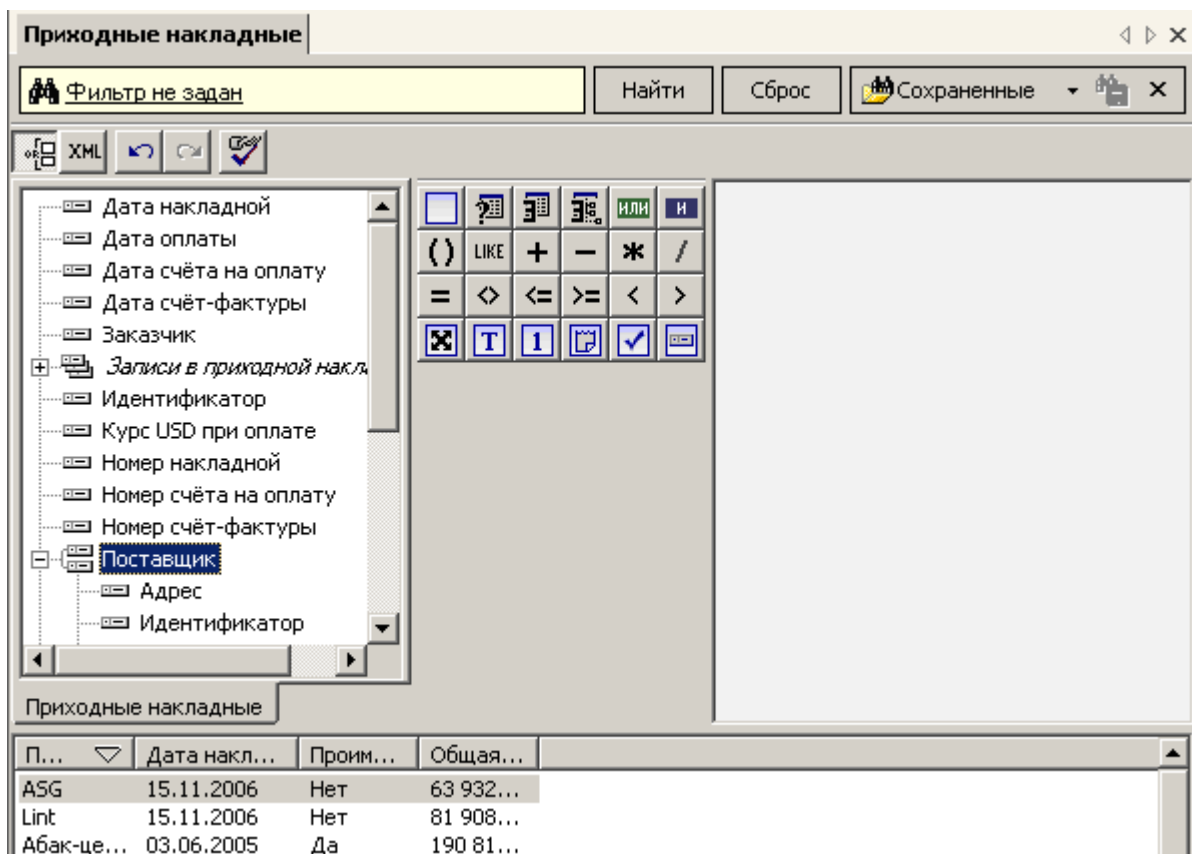 Приходные накладные
Фильтр не задан
Найти
Сброс
Сохраненные
OR
XML
Дата накладной
Дата оплаты
Дата счёта на оплату
Дата счёт-фактуры
Заказчик
Записи в приходной накл
Идентификатор
Курс USD при оплате
Номер накладной
Номер счёта на оплату
Номер счёт-фактуры
Поставщик
Адрес
Идентификатор
Приходные накладные
? ИЛИ И
() LIKE + − * /
= <> <= >= < >
T 1
П... Дата накл... Проим... Общая...
ASG 15.11.2006 Нет 63 932...
Lint 15.11.2006 Нет 81 908...
Абак-це... 03.06.2005 Да 190 81...